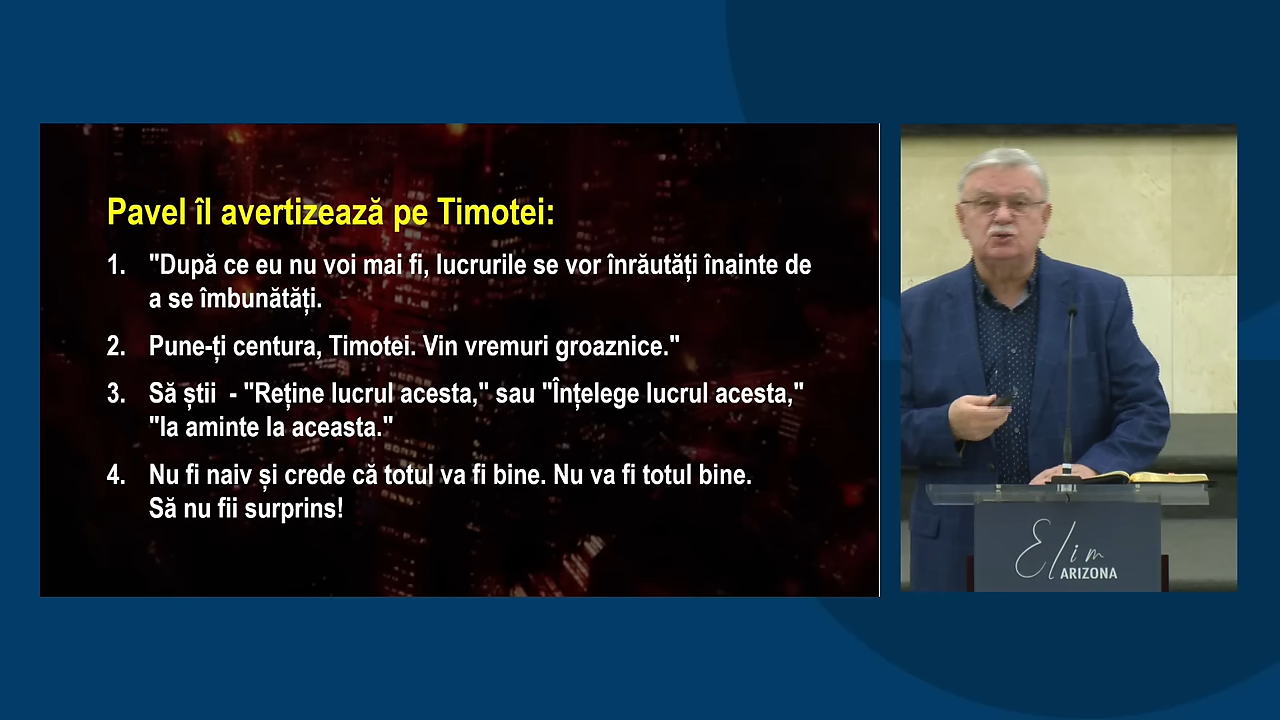 Pavel îl avertizează pe Timotei:
1. "După ce eu nu voi mai fi, lucrurile se vor înrăutăți înainte de
a se îmbunătăți.
2. Pune-ți centura, Timotei. Vin vremuri groaznice."
3. Să știi - "Reține lucrul acesta," sau "Înțelege lucrul acesta,"
"Ia aminte la aceasta."
4. Nu fi naiv și crede că totul va fi bine. Nu va fi totul bine.
Să nu fii surprins!
Elim
ARIZONA